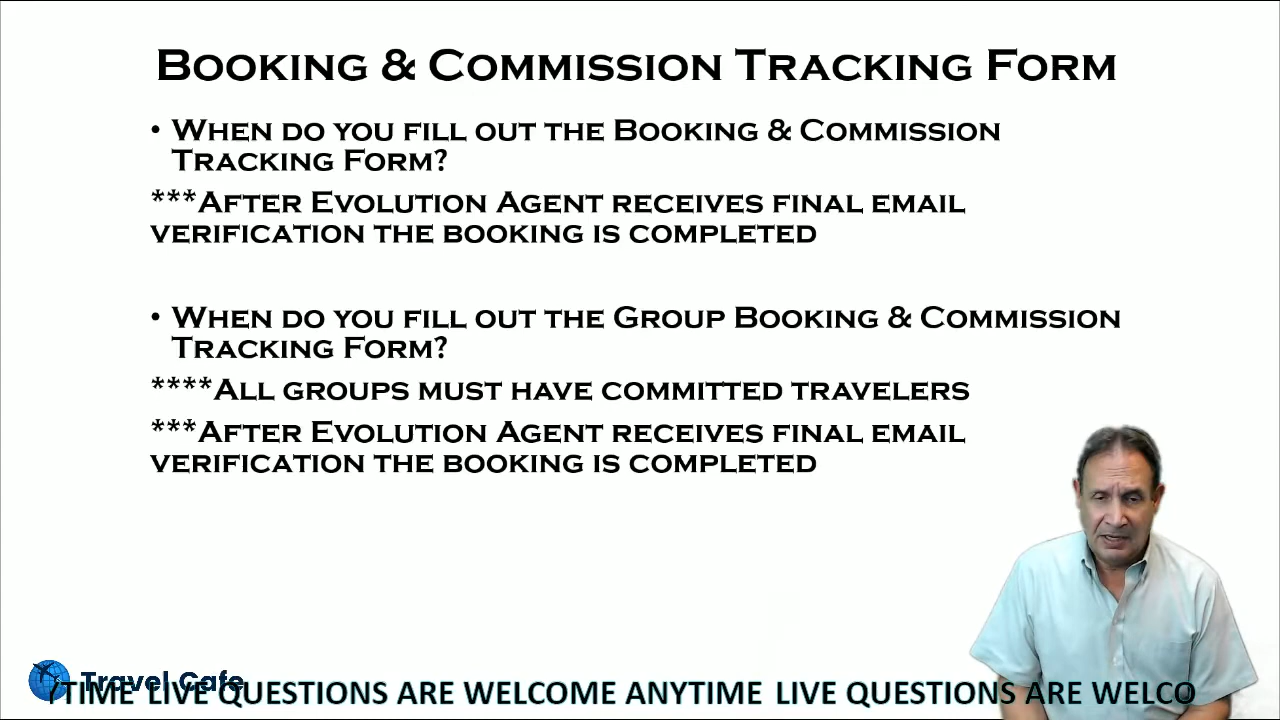 Booking & Commission Tracking Form
• When do you fill out the Booking & Commission
Tracking Form?
***After Evolution Agent receives final email
verification the booking is completed
• When do you fill out the Group Booking & Commission
Tracking Form?
****All groups must have committed travelers
***After Evolution Agent receives final email
verification the booking is completed
Travel Cafe
TIME LIVE QUESTIONS ARE WELCOME ANYTIME LIVE QUESTIONS ARE WELCO